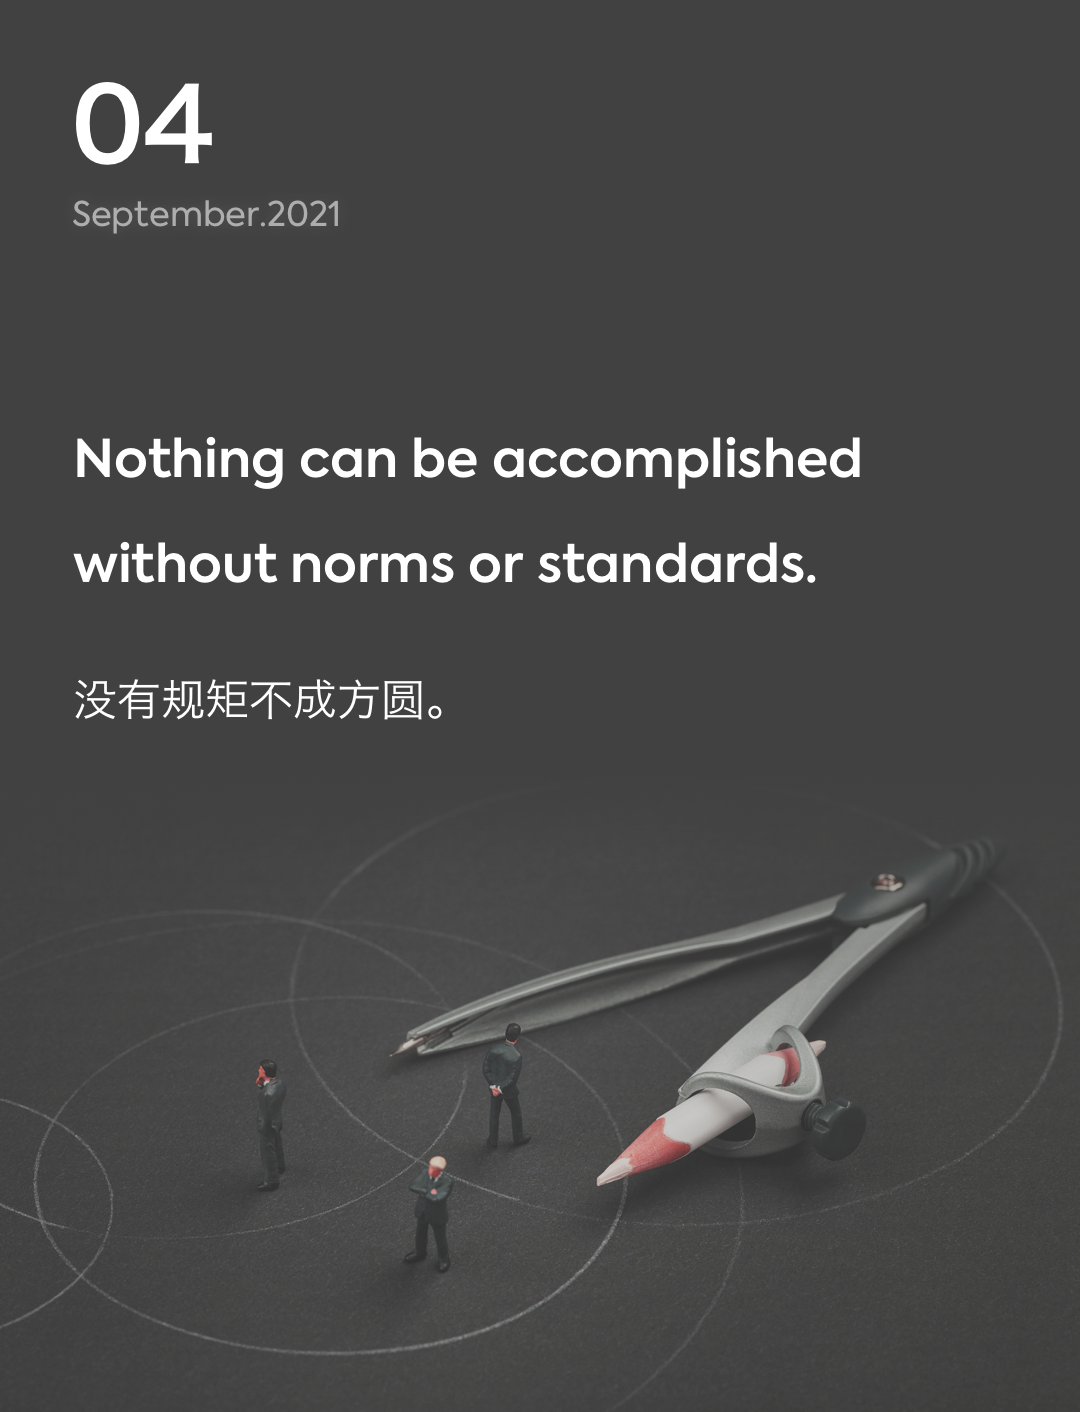 04
September.2021
Nothing can be accomplished
without norms or standards.
没有规矩不成方圆。